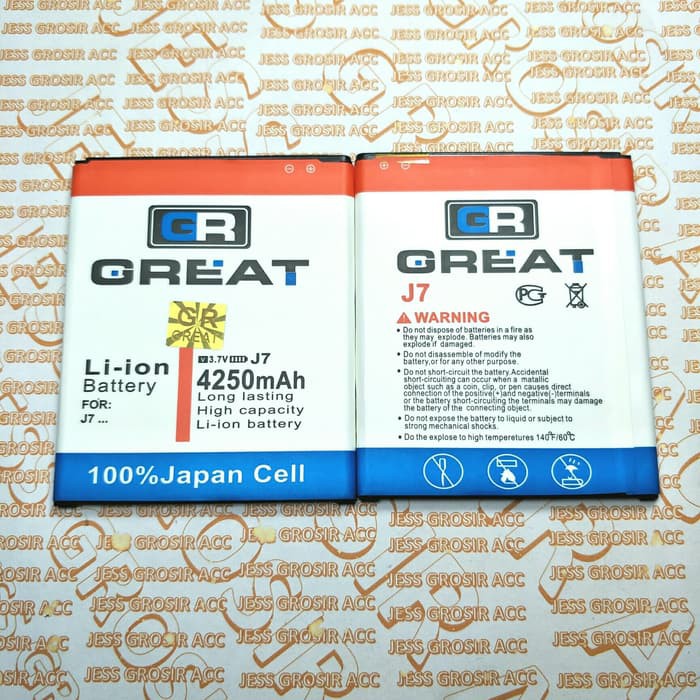 GR
GREAT
GR
GREAT
Li-ion
Battery
FOR:
J7 ...
3.7V J7
4250mAh
Long lasting
High capacity
Li-ion battery
100%Japan Cell
GR
GREAT
J7
WARNING
• Do not dispose of batteries in a fire as
they may explode. Batteries may also
explode if damaged.
• Do not disassemble of modify the
battery,or for any other reason.
• Do not short-circuit the battery.Accidental
short-circuiting can occur when a metallic
object such as a coin, clip, or pen causes direct
connection of the positive(+)and negative(-)terminals
or the battery short-circuiting the terminals may damage
the battery of the connecting object.
• Do not expose the battery to liquid or subject to
strong mechanical shocks.
• Do the explose to high temperetures 140°F/60°C
JESS GROSIR ACC